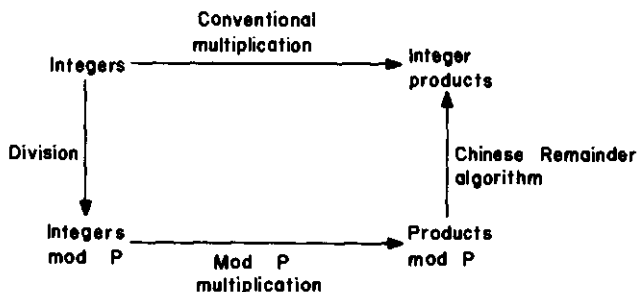 Conventional
multiplication
Integers
Integer
products
Division
Chinese Remainder
algorithm
Integers
mod P
Mod P
multiplication
Products
mod P